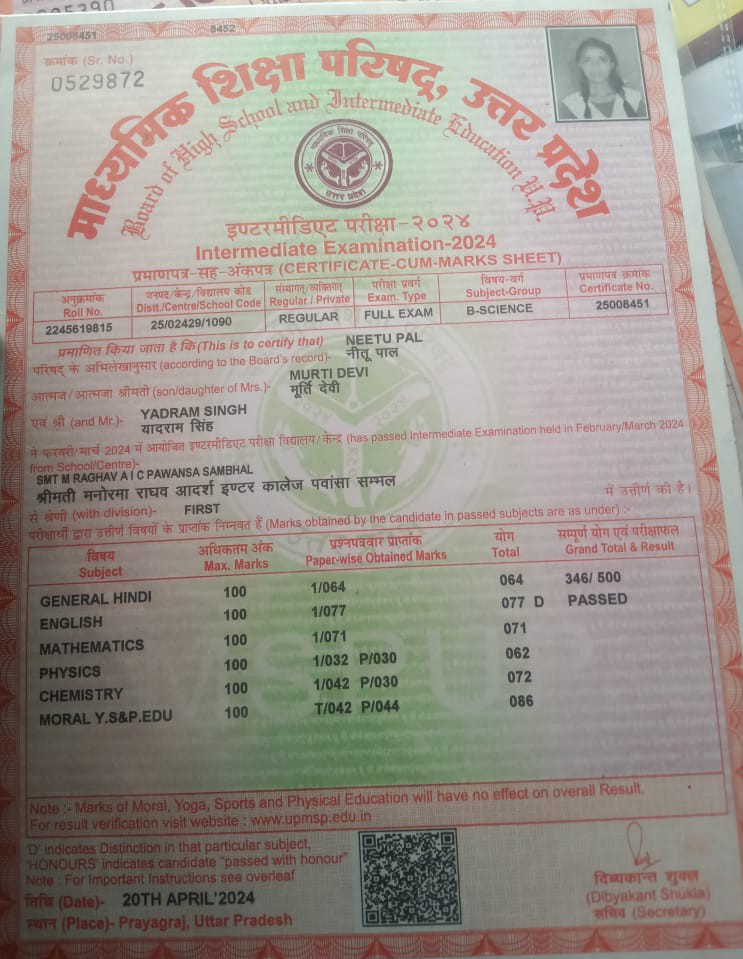 25008451
8452
क्रमांक (Sr. No.)
0529872
माध्यमिक शिक्षा परिषद्, उत्तर प्रदेश
Board of High School and Intermediate Education U.P.
माध्यमिक शिक्षा परिषद्
उत्तर प्रदेश
इण्टरमीडिएट परीक्षा-२०२४
Intermediate Examination-2024
प्रमाणपत्र-सह-अंकपत्र (CERTIFICATE-CUM-MARKS SHEET)
अनुक्रमांक जनपद/केन्द्र/विद्यालय कोड संस्थागत/व्यक्तिगत परीक्षा प्रवर्ग विषय-वर्ग प्रमाणपत्र क्रमांक
Roll No. Distt./Centre/School Code Regular / Private Exam. Type Subject-Group Certificate No.
2245619815 25/02429/1090 REGULAR FULL EXAM B-SCIENCE 25008451
प्रमाणित किया जाता है कि (This is to certify that) NEETU PAL
परिषद् के अभिलेखानुसार (according to the Board's record)- नीतू पाल
MURTI DEVI
आत्मज/ आत्मजा श्रीमती (son/daughter of Mrs.)- मूर्ति देवी
एवं श्री (and Mr.)- YADRAM SINGH
यादराम सिंह
ने फरवरी/मार्च 2024 में आयोजित इण्टरमीडिएट परीक्षा विद्यालय/ केन्द्र (has passed Intermediate Examination held in February/March 2024
from School/Centre)-
SMT M RAGHAV A I C PAWANSA SAMBHAL
श्रीमती मनोरमा राघव आदर्श इण्टर कालेज पवांसा सम्भल में उत्तीर्ण की है।
से श्रेणी (with division)- FIRST
परीक्षार्थी द्वारा उत्तीर्ण विषयों के प्राप्तांक निम्नवत हैं (Marks obtained by the candidate in passed subjects are as under) :-
विषय अधिकतम अंक प्रश्नपत्रवार प्राप्तांक योग सम्पूर्ण योग एवं परीक्षाफल
Subject Max. Marks Paper-wise Obtained Marks Total Grand Total & Result
GENERAL HINDI 100 1/064 064 346/ 500
ENGLISH 100 1/077 077 D PASSED
MATHEMATICS 100 1/071 071
PHYSICS 100 1/032 P/030 062
CHEMISTRY 100 1/042 P/030 072
MORAL Y.S&P.EDU 100 T/042 P/044 086
Note :- Marks of Moral, Yoga, Sports and Physical Education will have no effect on overall Result.
For result verification visit website : www.upmsp.edu.in
'D' indicates Distinction in that particular subject,
'HONOURS' indicates candidate "passed with honour"
Note : For Important Instructions see overleaf
तिथि (Date)- 20TH APRIL'2024
स्थान (Place)- Prayagraj, Uttar Pradesh
दिब्यकान्त शुक्ल
(Dibyakant Shukla)
सचिव (Secretary)